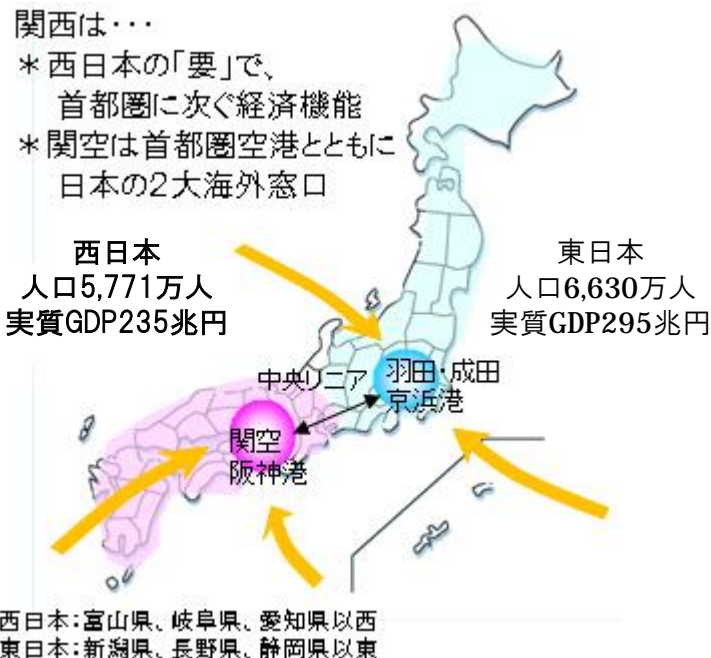 関西は・・・
＊西日本の「要」で、
首都圏に次ぐ経済機能
＊関空は首都圏空港とともに
日本の2大海外窓口
西日本
人口5,771万人
実質GDP235兆円
東日本
人口6,630万人
実質GDP295兆円
中央リニア
羽田・成田
京浜港
関空
阪神港
西日本：富山県、岐阜県、愛知県以西
東日本：新潟県、長野県、静岡県以東